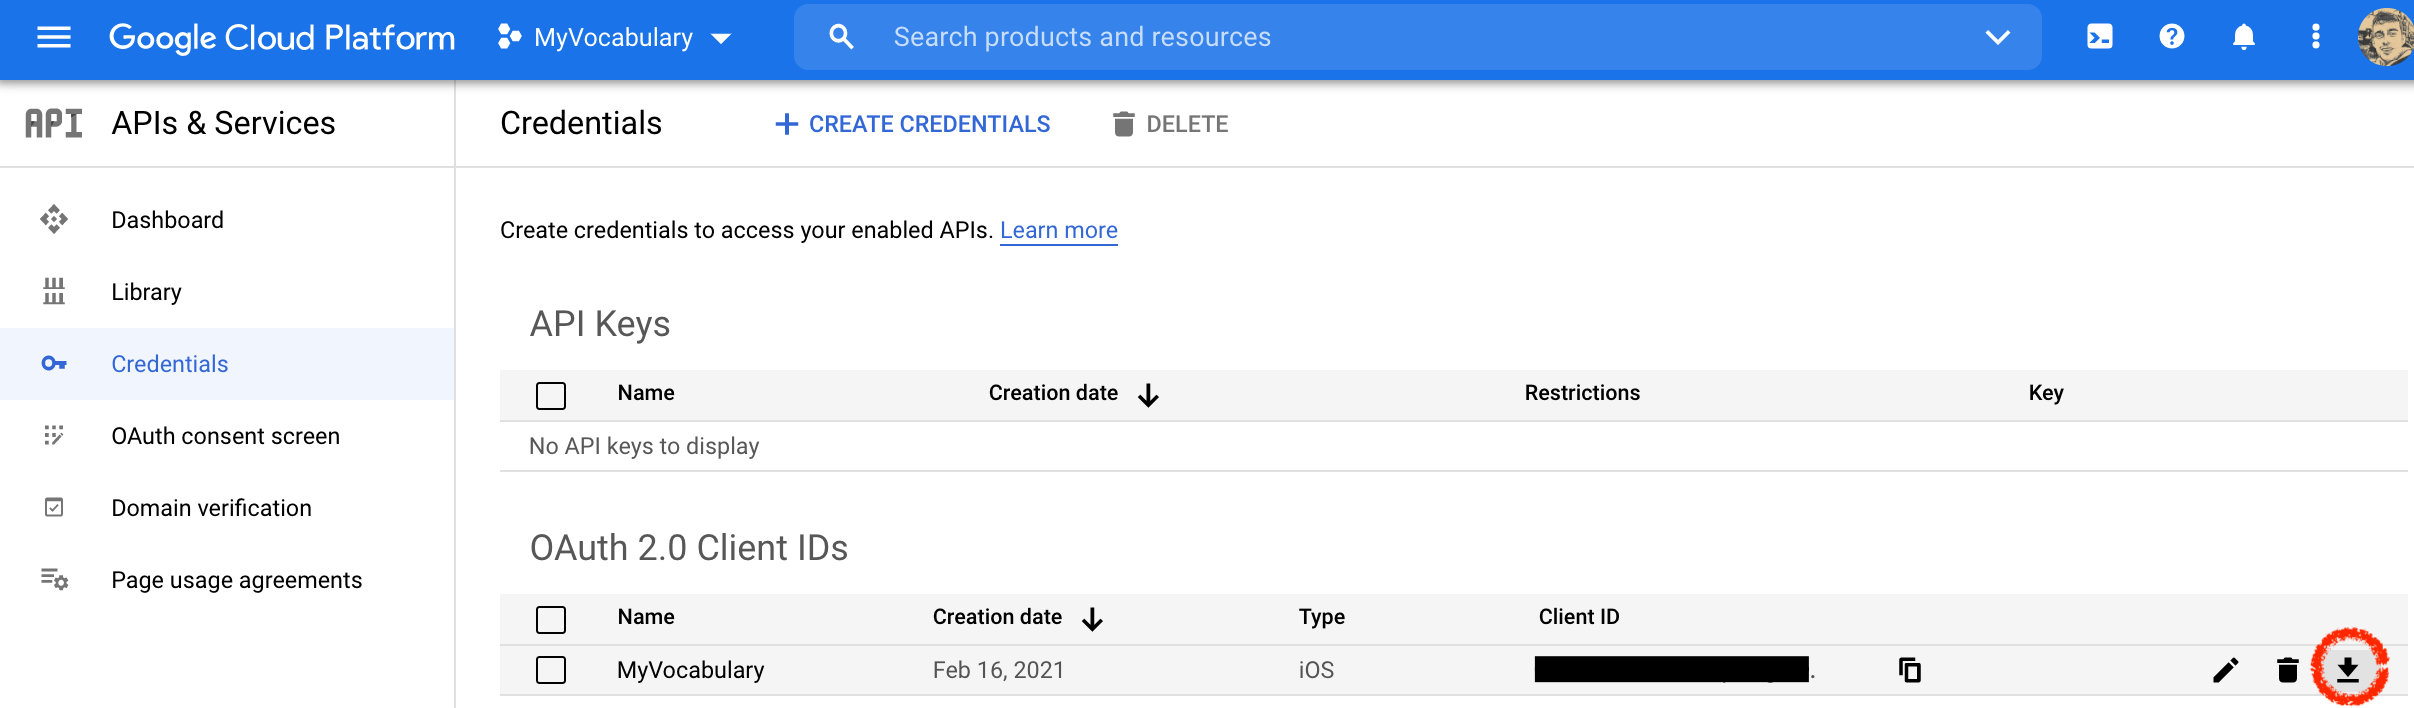 Google Cloud Platform MyVocabulary Search products and resources
API APIs & Services
Credentials + CREATE CREDENTIALS DELETE
Dashboard
Library
Credentials
OAuth consent screen
Domain verification
Page usage agreements
Create credentials to access your enabled APIs. Learn more
API Keys
Name Creation date Restrictions Key
No API keys to display
OAuth 2.0 Client IDs
Name Creation date Type Client ID
MyVocabulary Feb 16, 2021 iOS